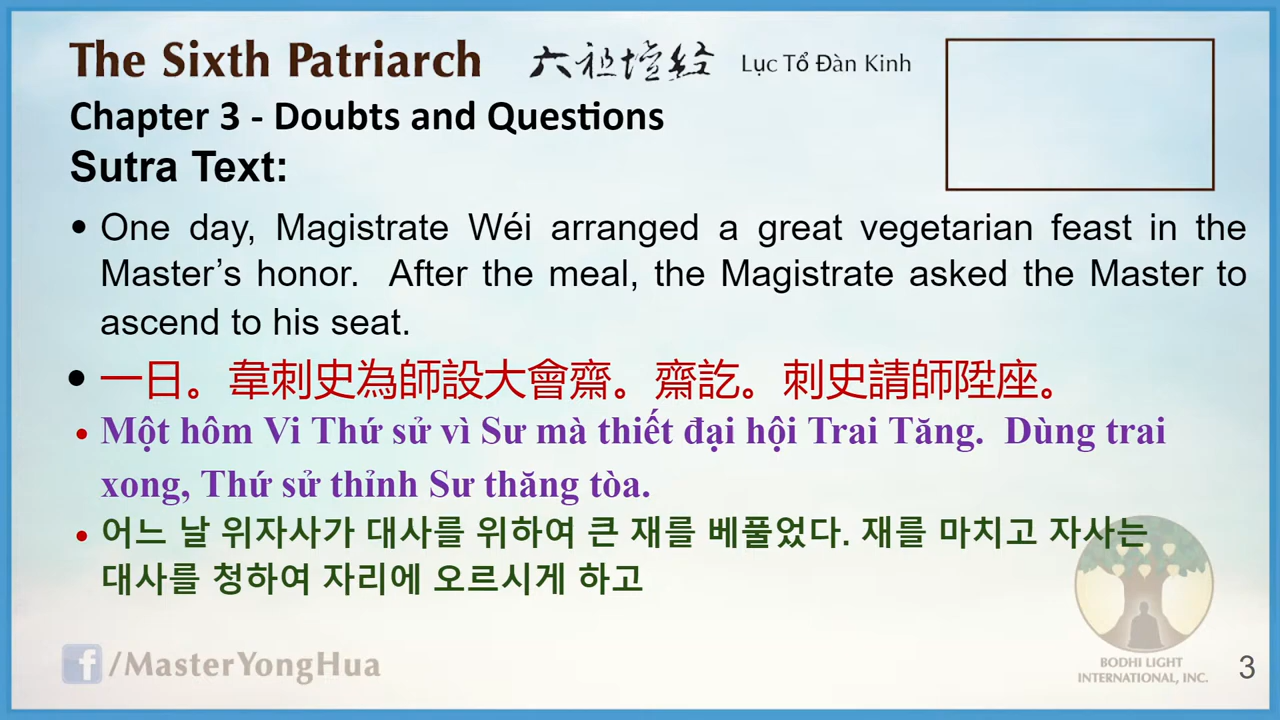 The Sixth Patriarch 六祖壇經 Lục Tổ Đàn Kinh
Chapter 3 - Doubts and Questions
Sutra Text:
• One day, Magistrate Wéi arranged a great vegetarian feast in the
Master’s honor. After the meal, the Magistrate asked the Master to
ascend to his seat.
• 一日。韋刺史為師設大會齋。齋訖。刺史請師陞座。
• Một hôm Vi Thứ sử vì Sư mà thiết đại hội Trai Tăng. Dùng trai
xong, Thứ sử thỉnh Sư thăng tòa.
• 어느 날 위자사가 대사를 위하여 큰 재를 베풀었다. 재를 마치고 자사는
대사를 청하여 자리에 오르시게 하고
f/MasterYongHua
BODHI LIGHT
INTERNATIONAL, INC.
3